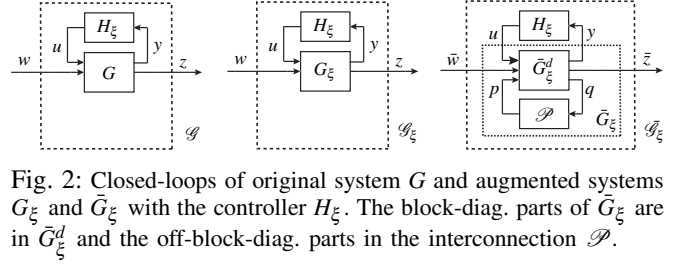 H_ξ H_ξ H_ξ
u y u y u y
w G z w G_ξ z w̄ Ḡ_ξ^d z̄
p q
𝒫 Ḡ_ξ
𝒢 𝒢_ξ 𝒢̄_ξ
Fig. 2: Closed-loops of original system G and augmented systems
G_ξ and Ḡ_ξ with the controller H_ξ. The block-diag. parts of Ḡ_ξ are
in Ḡ_ξ^d and the off-block-diag. parts in the interconnection 𝒫.